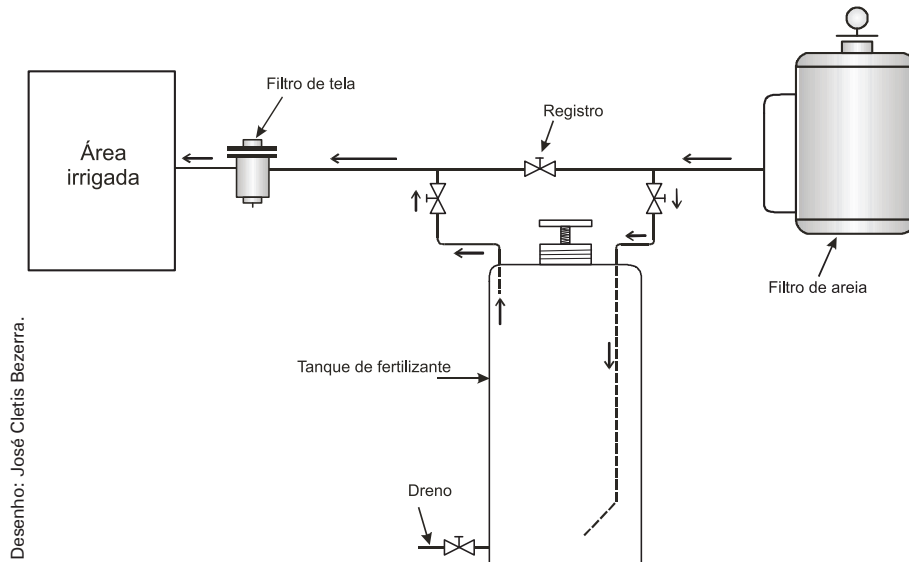 Filtro de tela
Registro
Área
irrigada
Filtro de areia
Tanque de fertilizante
Dreno
Desenho: José Cletis Bezerra.